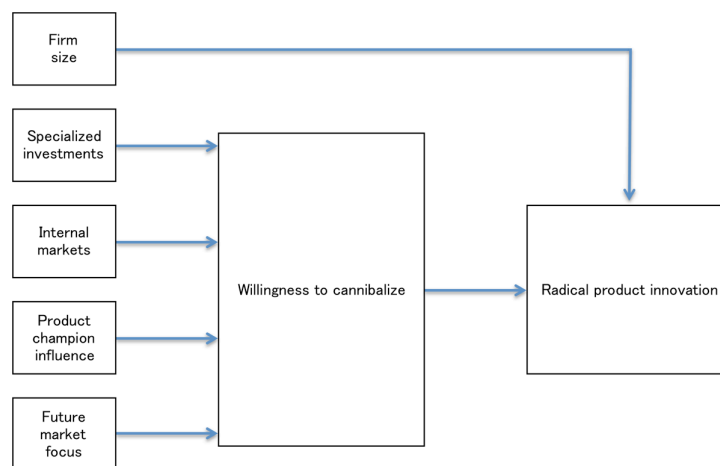 Firm
size
Specialized
investments
Internal
markets
Product
champion
influence
Future
market
focus
Willingness to cannibalize
Radical product innovation